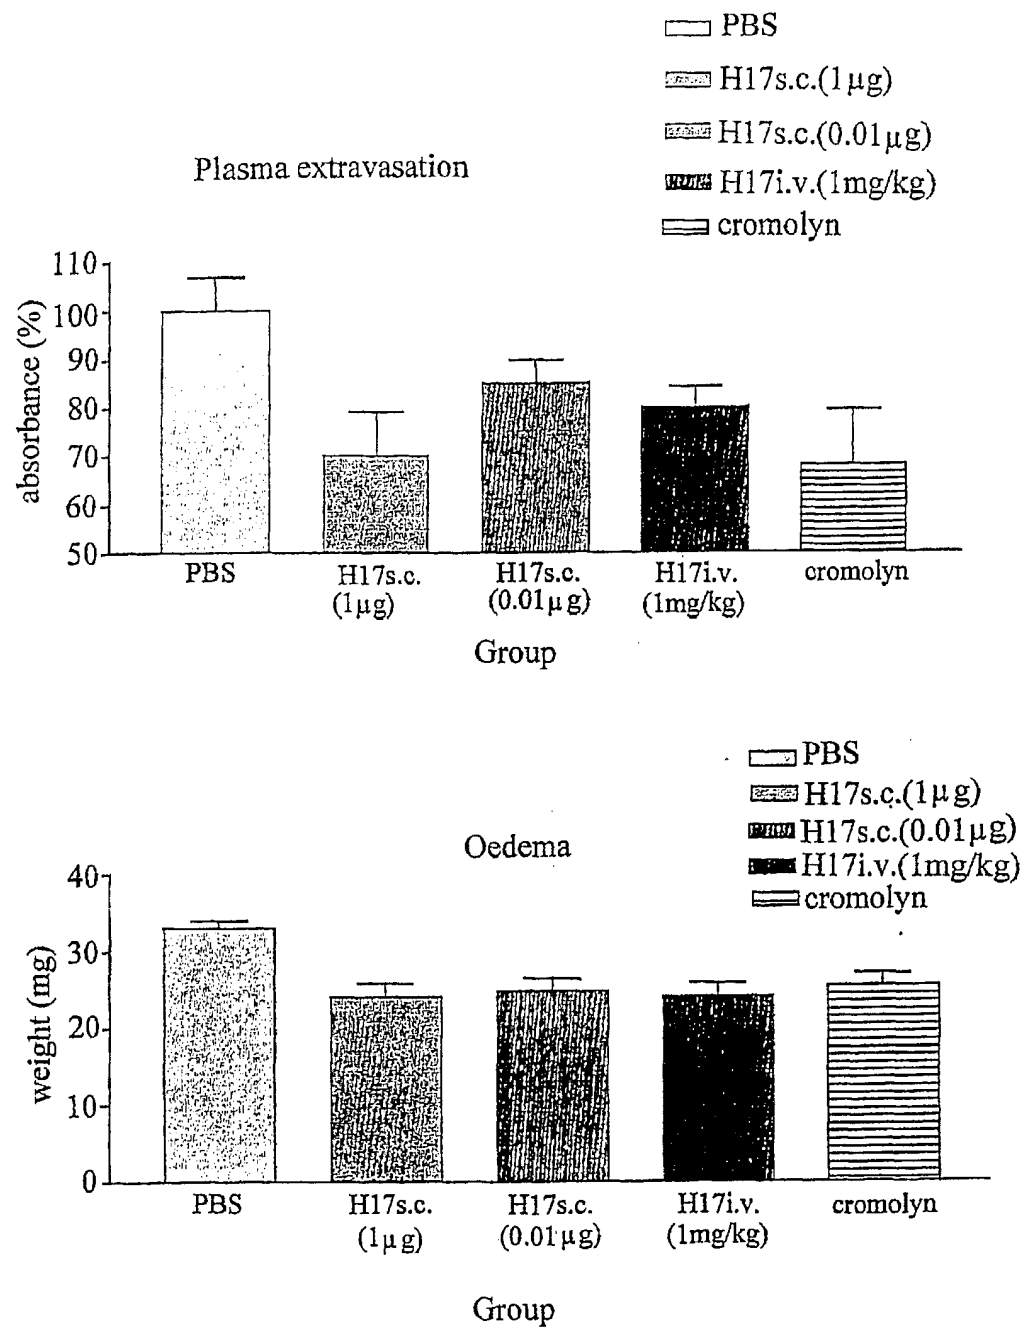 PBS
H17s.c.(1μg)
H17s.c.(0.01μg)
H17i.v.(1mg/kg)
cromolyn
Plasma extravasation
absorbance (%)
110
100
90
80
70
60
50
PBS
H17s.c.
(1μg)
H17s.c.
(0.01μg)
H17i.v.
(1mg/kg)
cromolyn
Group
PBS
H17s.c.(1μg)
H17s.c.(0.01μg)
H17i.v.(1mg/kg)
cromolyn
Oedema
weight (mg)
40
30
20
10
0
PBS
H17s.c.
(1μg)
H17s.c.
(0.01μg)
H17i.v.
(1mg/kg)
cromolyn
Group